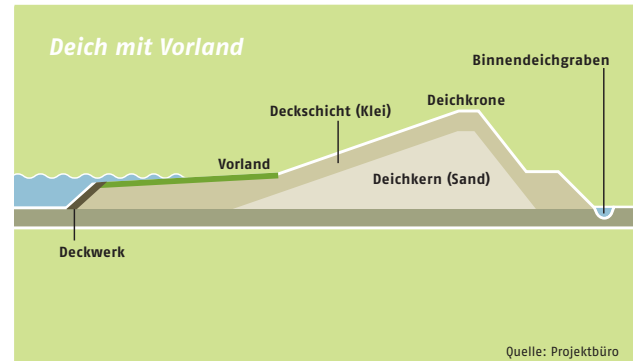 Deich mit Vorland
Binnendeichgraben
Deichkrone
Deckschicht (Klei)
Vorland
Deichkern (Sand)
Deckwerk
Quelle: Projektbüro